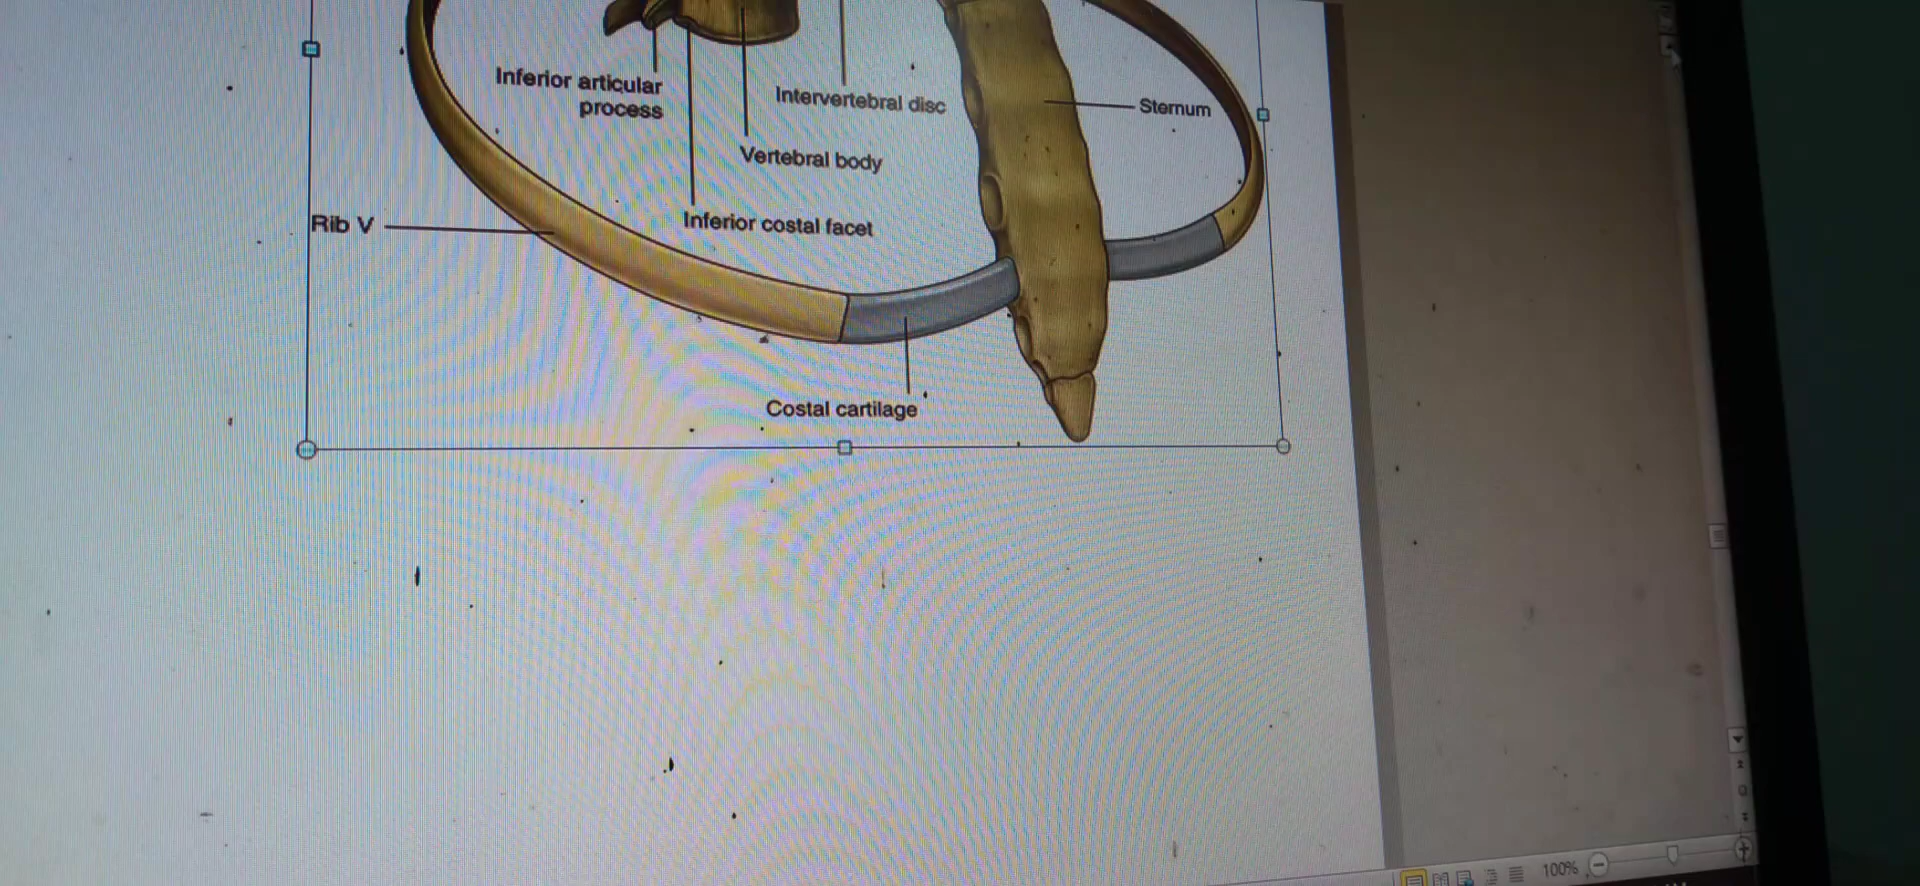 Inferior articular
process
Intervertebral disc
Sternum
Vertebral body
Rib V
Inferior costal facet
Costal cartilage
100%